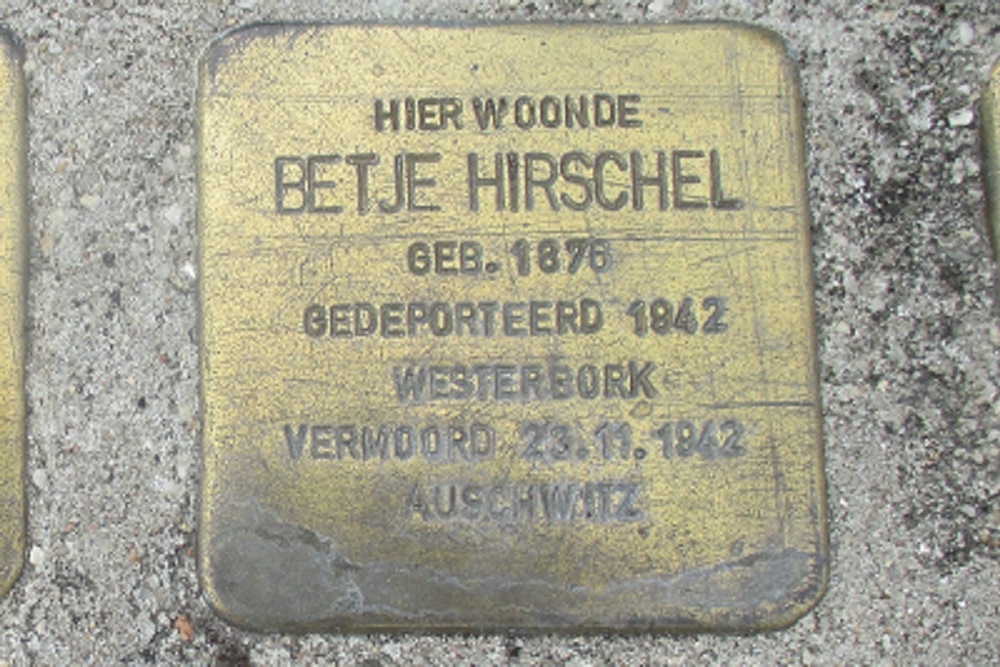 HIER WOONDE
BETJE HIRSCHEL
GEB. 1876
GEDEPORTEERD 1942
WESTERBORK
VERMOORD 23.11.1942
AUSCHWITZ